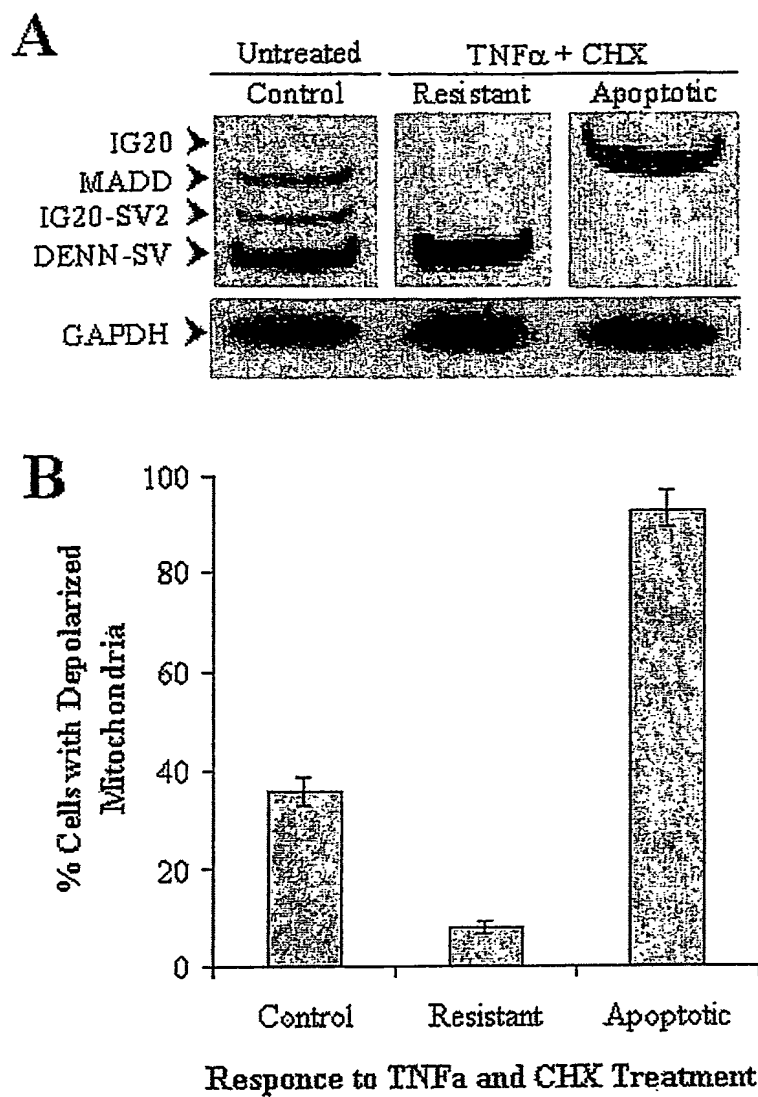 A
Untreated TNFα + CHX
Control Resistant Apoptotic
IG20
MADD
IG20-SV2
DENN-SV
GAPDH
B
% Cells with Depolarized
Mitochondria
100
80
60
40
20
0
Control Resistant Apoptotic
Responce to TNFa and CHX Treatment